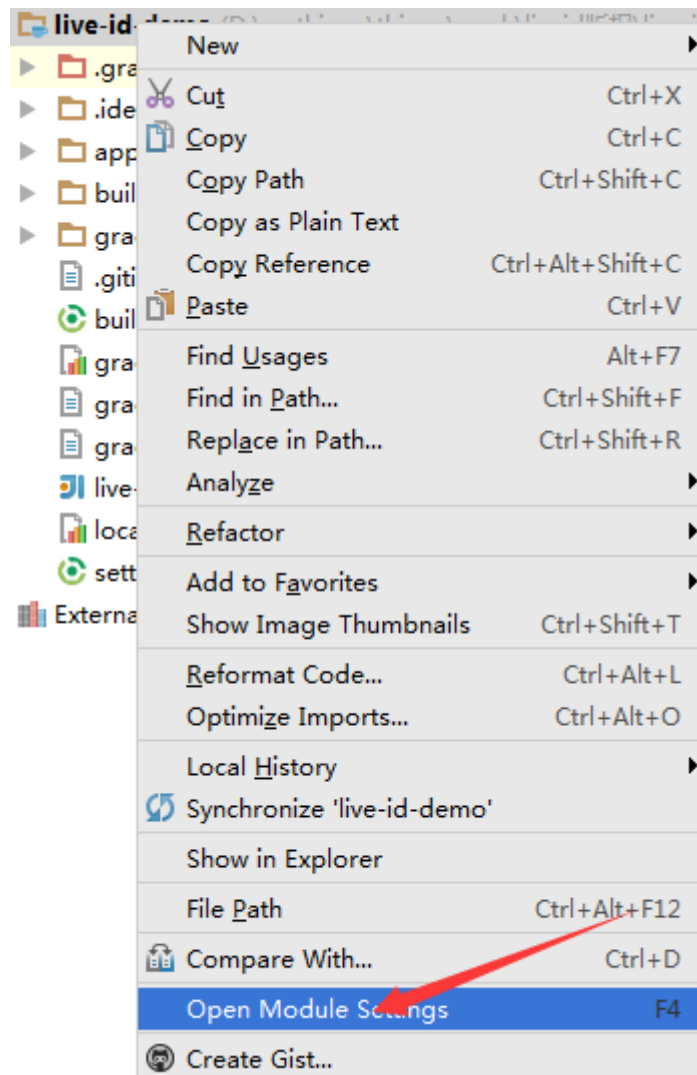 live-id-demo
New
.gra
Cut Ctrl+X
.ide
Copy Ctrl+C
app
Copy Path Ctrl+Shift+C
buil
Copy as Plain Text
gra
Copy Reference Ctrl+Alt+Shift+C
.giti
Paste Ctrl+V
buil
Find Usages Alt+F7
gra
Find in Path... Ctrl+Shift+F
gra
Replace in Path... Ctrl+Shift+R
gra
Analyze
live-
Refactor
loca
Add to Favorites
sett
Show Image Thumbnails Ctrl+Shift+T
Externa
Reformat Code... Ctrl+Alt+L
Optimize Imports... Ctrl+Alt+O
Local History
Synchronize 'live-id-demo'
Show in Explorer
File Path Ctrl+Alt+F12
Compare With... Ctrl+D
Open Module Settings F4
Create Gist...